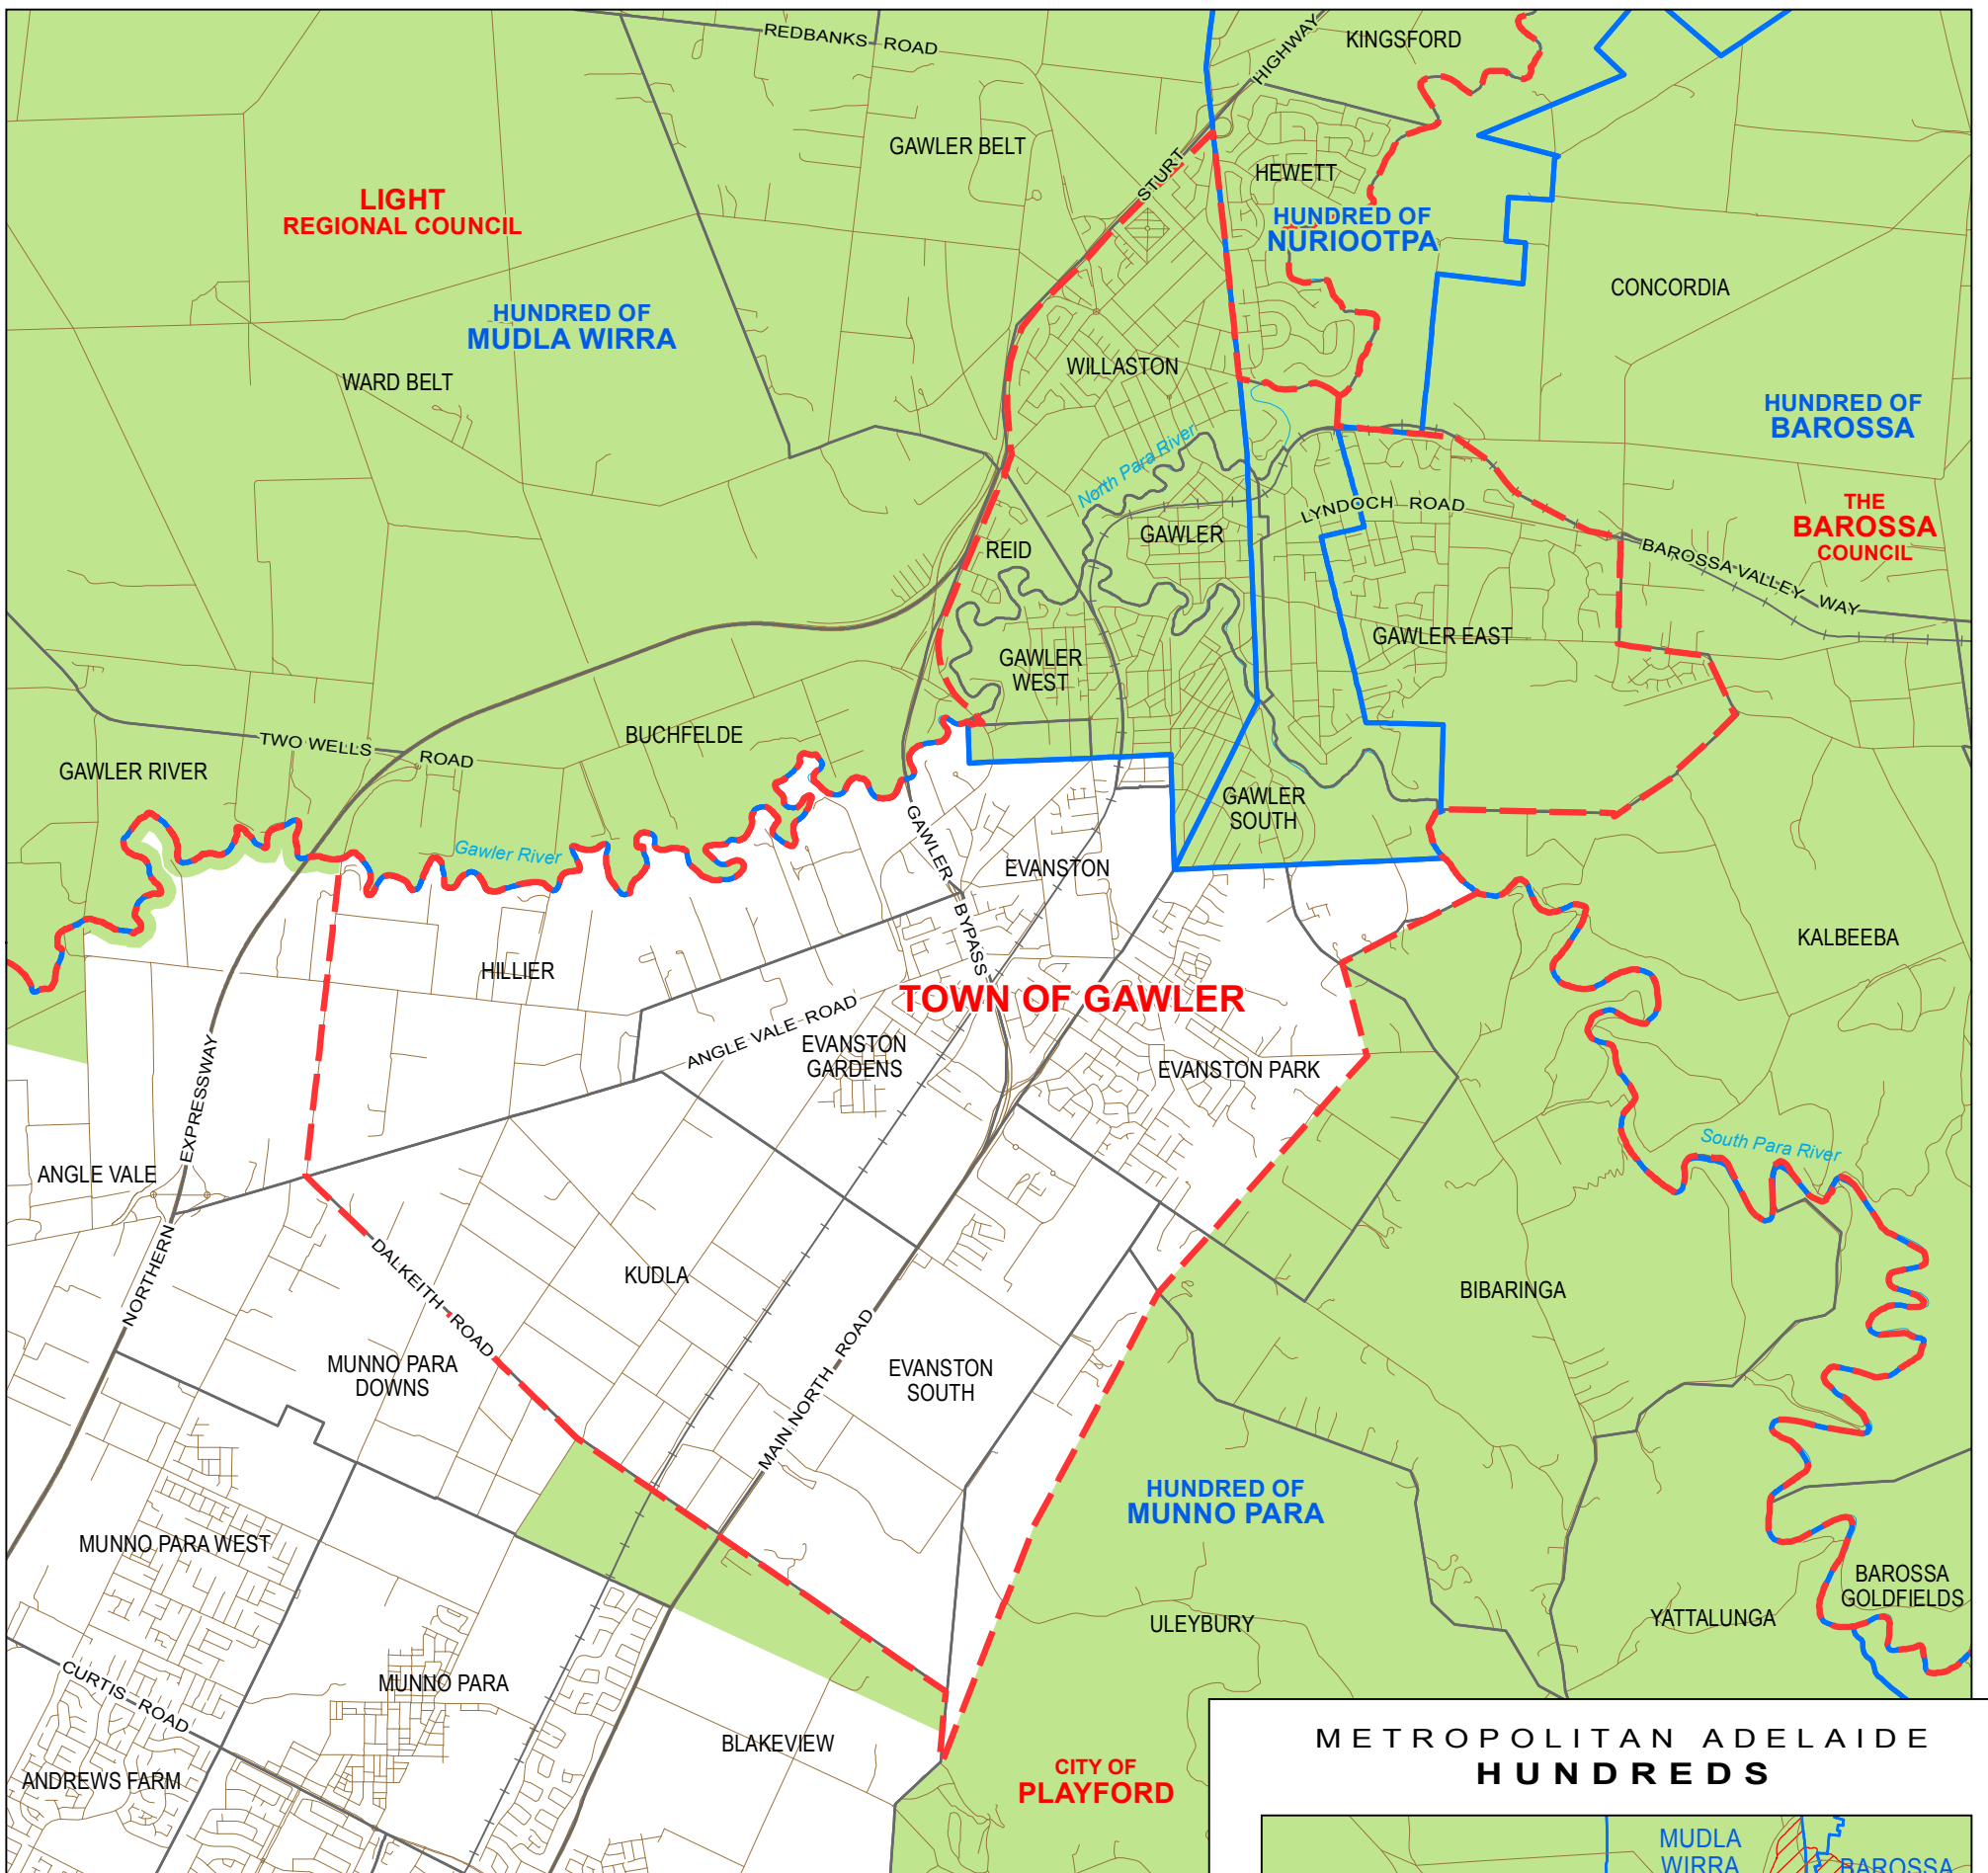 REDBANKS ROAD
HIGHWAY
KINGSFORD
GAWLER BELT
STURT
HEWETT
LIGHT
REGIONAL COUNCIL
HUNDRED OF
NURIOOTPA
CONCORDIA
HUNDRED OF
MUDLA WIRRA
WILLASTON
WARD BELT
HUNDRED OF
BAROSSA
North Para River
LYNDOCH ROAD
THE
BAROSSA
COUNCIL
GAWLER
REID
BAROSSA VALLEY WAY
GAWLER EAST
GAWLER
WEST
BUCHFELDE
TWO WELLS ROAD
GAWLER RIVER
GAWLER
SOUTH
Gawler River
GAWLER BYPASS
EVANSTON
KALBEEBA
HILLIER
TOWN OF GAWLER
ANGLE VALE ROAD
EVANSTON
GARDENS
EVANSTON PARK
NORTHERN EXPRESSWAY
South Para River
ANGLE VALE
DALKEITH ROAD
KUDLA
BIBARINGA
MUNNO PARA
DOWNS
MAIN NORTH ROAD
EVANSTON
SOUTH
HUNDRED OF
MUNNO PARA
MUNNO PARA WEST
BAROSSA
GOLDFIELDS
YATTALUNGA
ULEYBURY
CURTIS ROAD
MUNNO PARA
BLAKEVIEW
ANDREWS FARM
CITY OF
PLAYFORD
METROPOLITAN ADELAIDE
HUNDREDS
MUDLA
WIRRA
BAROSSA